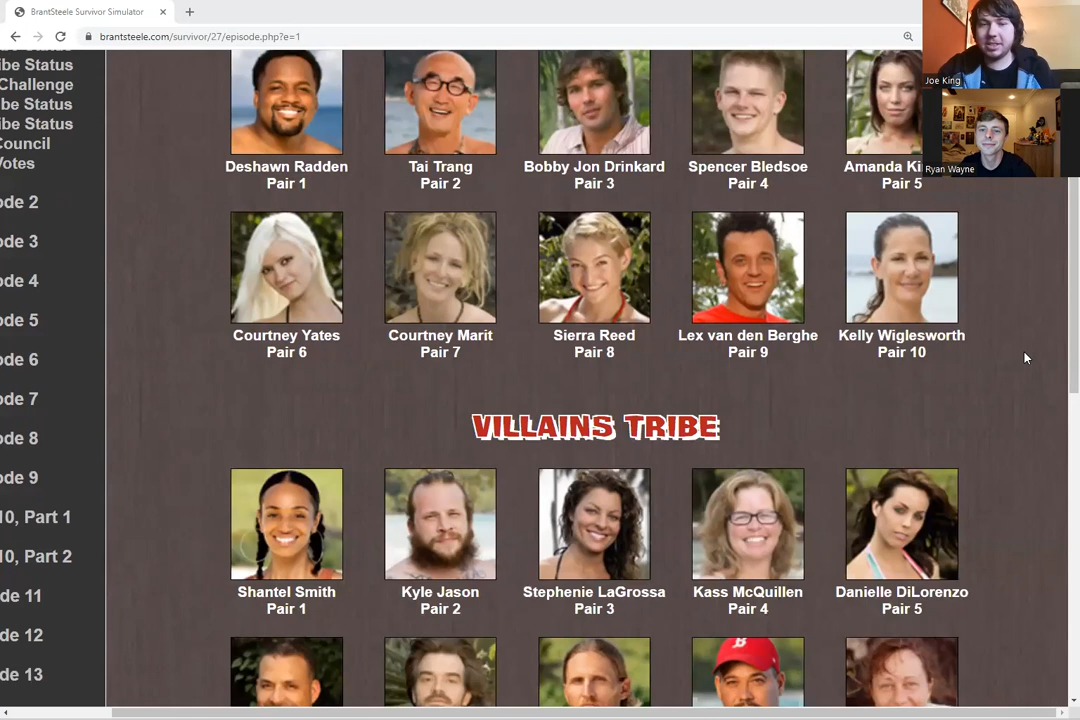 BrantSteele Survivor Simulator
brantsteele.com/survivor/27/episode.php?e=1
Joe King
Ryan Wayne
ibe Status
Challenge
ibe Status
ibe Status
Council
Votes
ode 2
ode 3
ode 4
ode 5
ode 6
ode 7
ode 8
ode 9
10, Part 1
10, Part 2
de 11
de 12
de 13
Deshawn Radden
Pair 1
Tai Trang
Pair 2
Bobby Jon Drinkard
Pair 3
Spencer Bledsoe
Pair 4
Amanda Ki
Pair 5
Courtney Yates
Pair 6
Courtney Marit
Pair 7
Sierra Reed
Pair 8
Lex van den Berghe
Pair 9
Kelly Wiglesworth
Pair 10
VILLAINS TRIBE
Shantel Smith
Pair 1
Kyle Jason
Pair 2
Stephenie LaGrossa
Pair 3
Kass McQuillen
Pair 4
Danielle DiLorenzo
Pair 5
B